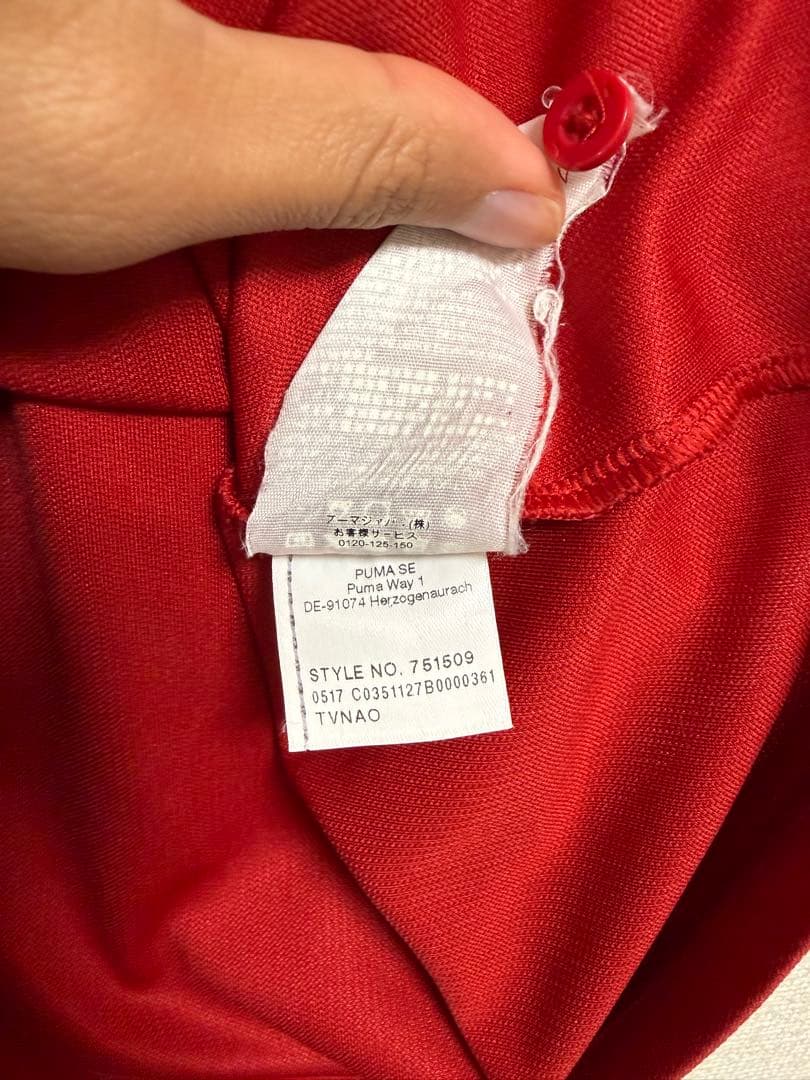 プーマジャパン(株)
お客様サービス
0120-125-150
PUMA SE
Puma Way 1
DE-91074 Herzogenaurach
STYLE NO. 751509
0517 C0351127B0000361
TVNAO